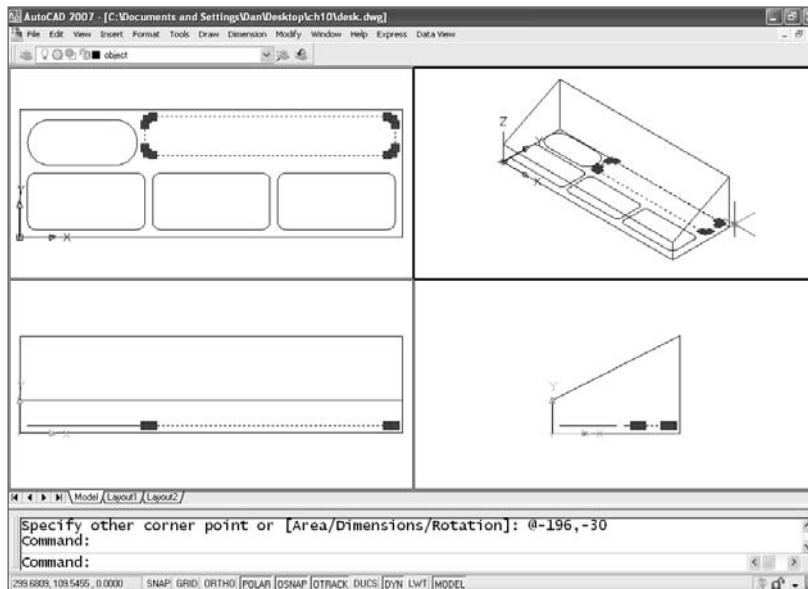 AutoCAD 2007 - [C:\Documents and Settings\Dan\Desktop\ch10\desk.dwg]
File Edit View Insert Format Tools Draw Dimension Modify Window Help Express Data View
object
Z
Y
X
Y
X
Y
X
Y
X
Model Layout1 Layout2
Specify other corner point or [Area/Dimensions/Rotation]: @-196,-30
Command:
Command:
299.6809, 109.5455, 0.0000 SNAP GRID ORTHO POLAR OSNAP OTRACK DUCS DYN LWT MODEL